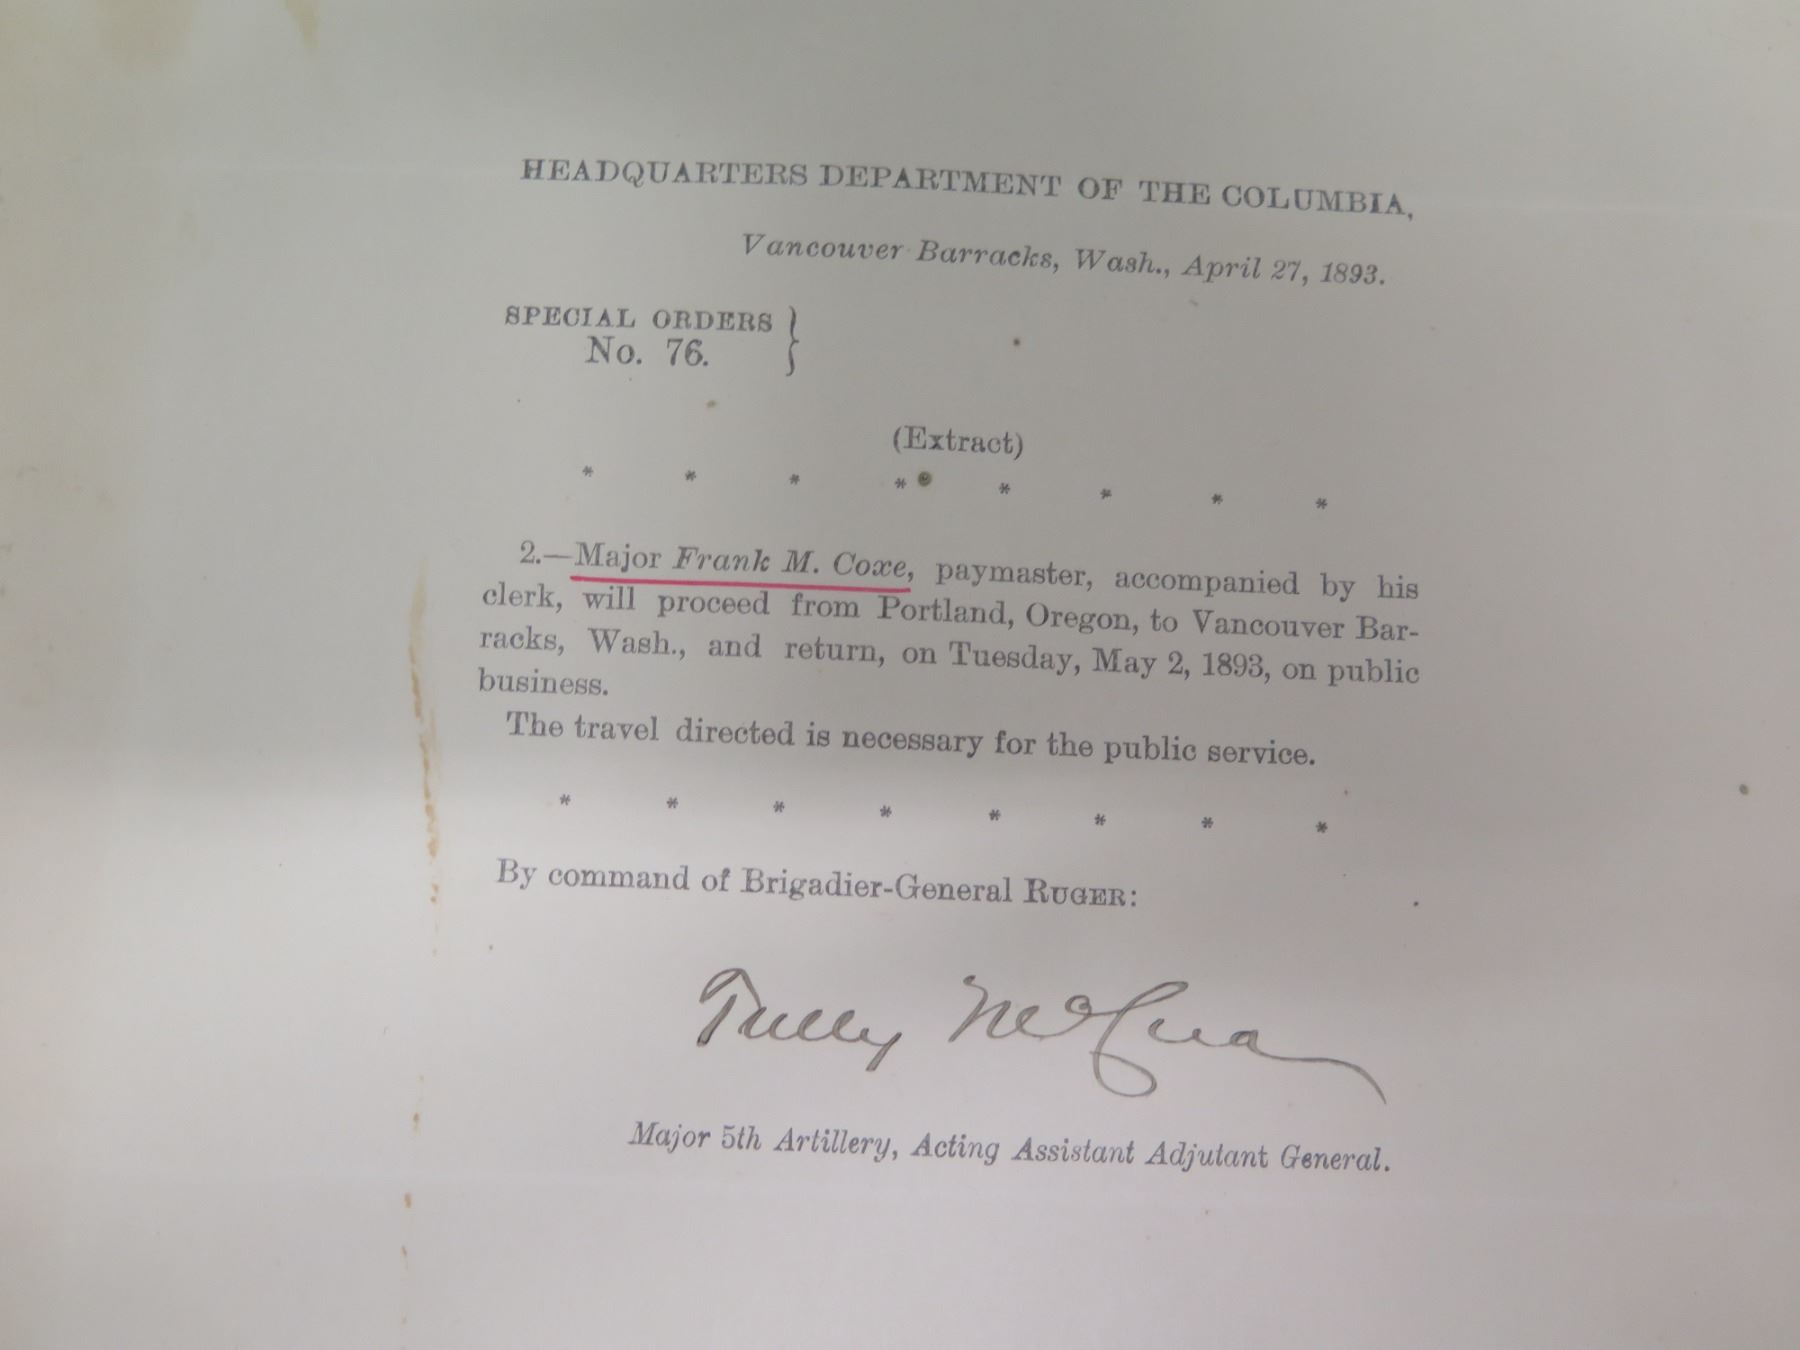 HEADQUARTERS DEPARTMENT OF THE COLUMBIA,
Vancouver Barracks, Wash., April 27, 1893.
SPECIAL ORDERS }
No. 76.
(Extract)
* * * * * * * *
2.—Major Frank M. Coxe, paymaster, accompanied by his
clerk, will proceed from Portland, Oregon, to Vancouver Bar-
racks, Wash., and return, on Tuesday, May 2, 1893, on public
business.
The travel directed is necessary for the public service.
* * * * * * * *
By command of Brigadier-General RUGER:
Tully McCrea
Major 5th Artillery, Acting Assistant Adjutant General.